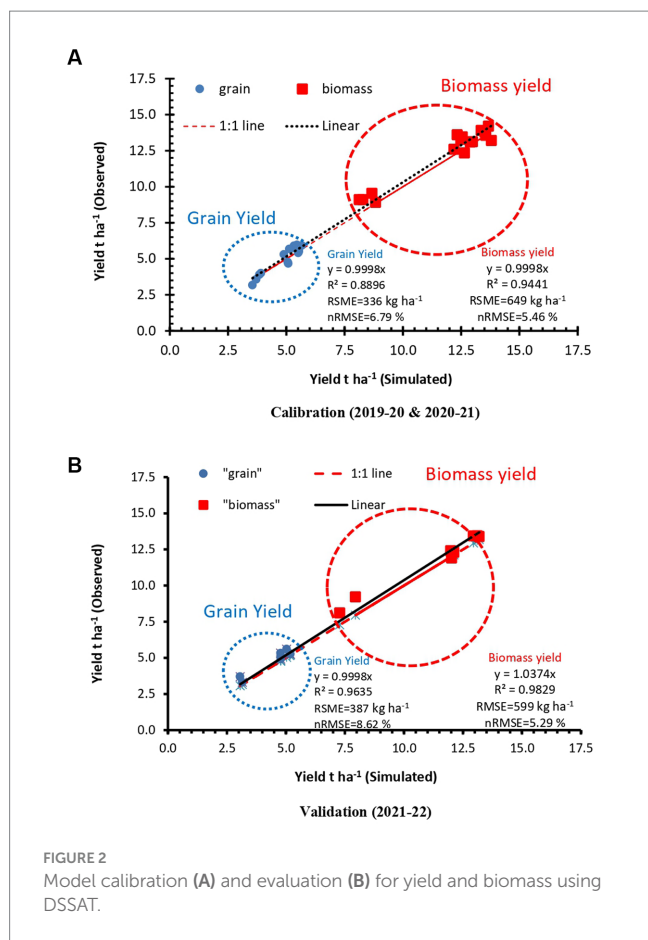 A
Biomass yield
grain
biomass
1:1 line
Linear
Grain Yield
17.5
15.0
12.5
10.0
7.5
5.0
2.5
0.0
Yield t ha⁻¹ (Observed)
Grain Yield
y = 0.9998x
R² = 0.8896
RSME=336 kg ha⁻¹
nRMSE=6.79 %
Biomass yield
y = 0.9998x
R² = 0.9441
RSME=649 kg ha⁻¹
nRMSE=5.46 %
0.0 2.5 5.0 7.5 10.0 12.5 15.0 17.5
Yield t ha⁻¹ (Simulated)
Calibration (2019-20 & 2020-21)
B
"grain"
1:1 line
"biomass"
Linear
Biomass yield
Grain Yield
17.5
15.0
12.5
10.0
7.5
5.0
2.5
0.0
Yield t ha⁻¹ (Observed)
Grain Yield
y = 0.9998x
R² = 0.9635
RSME=387 kg ha⁻¹
nRMSE=8.62 %
Biomass yield
y = 1.0374x
R² = 0.9829
RMSE=599 kg ha⁻¹
nRMSE=5.29 %
0.0 2.5 5.0 7.5 10.0 12.5 15.0 17.5
Yield t ha⁻¹ (Simulated)
Validation (2021-22)
FIGURE 2
Model calibration (A) and evaluation (B) for yield and biomass using
DSSAT.